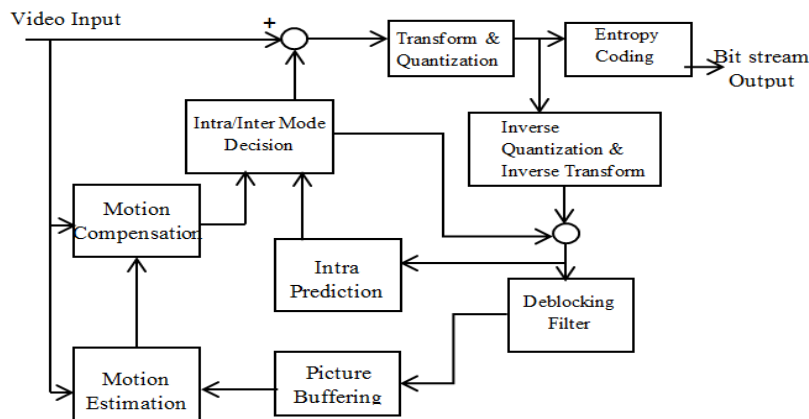 Video Input
+
Transform &
Quantization
Entropy
Coding
Bit stream
Output
Intra/Inter Mode
Decision
Inverse
Quantization &
Inverse Transform
Motion
Compensation
Intra
Prediction
Deblocking
Filter
Motion
Estimation
Picture
Buffering